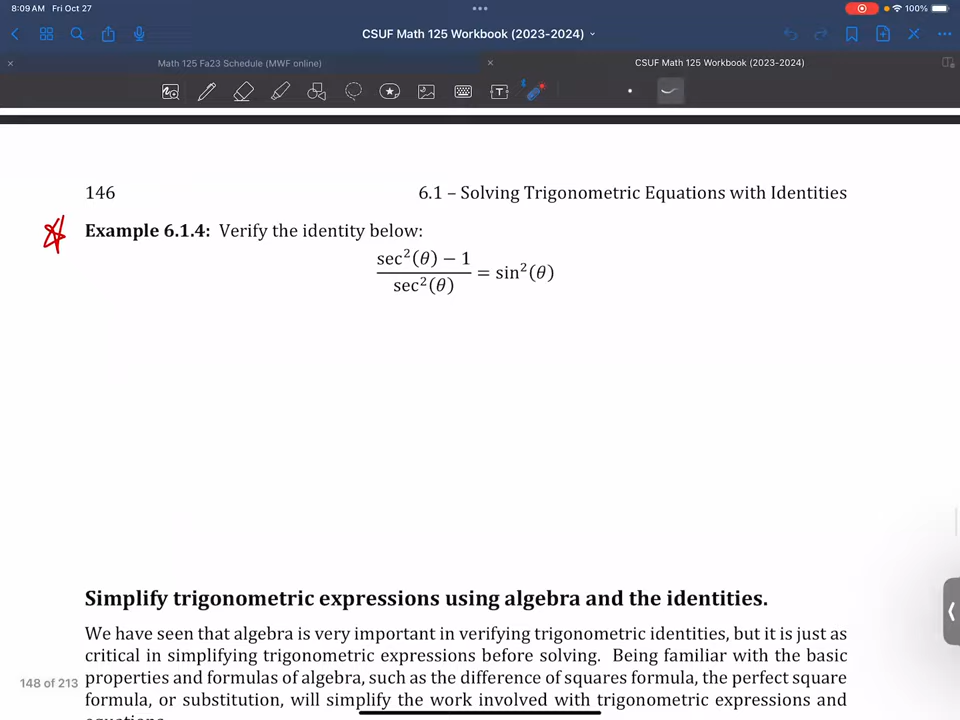 8:09 AM Fri Oct 27
100%
CSUF Math 125 Workbook (2023-2024)
Math 125 Fa23 Schedule (MWF online)
CSUF Math 125 Workbook (2023-2024)
T
146
6.1 – Solving Trigonometric Equations with Identities
Example 6.1.4: Verify the identity below:
sec²(θ) − 1
sec²(θ)
= sin²(θ)
Simplify trigonometric expressions using algebra and the identities.
We have seen that algebra is very important in verifying trigonometric identities, but it is just as
critical in simplifying trigonometric expressions before solving. Being familiar with the basic
148 of 213
properties and formulas of algebra, such as the difference of squares formula, the perfect square
formula, or substitution, will simplify the work involved with trigonometric expressions and